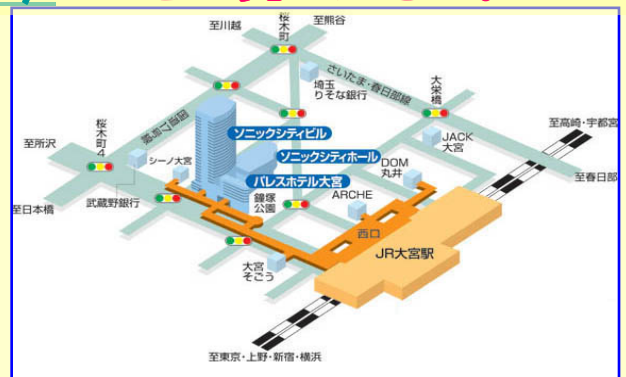 至川越
至熊谷
桜木町
さいたま・春日部線
埼玉
りそな銀行
大栄橋
至高崎・宇都宮
国道17号線
至所沢
桜木町4
シーノ大宮
ソニックシティビル
ソニックシティホール
パレスホテル大宮
DOM
丸井
JACK
大宮
至春日部
至日本橋
武蔵野銀行
鐘塚
公園
ARCHE
西口
JR大宮駅
大宮
そごう
至東京・上野・新宿・横浜